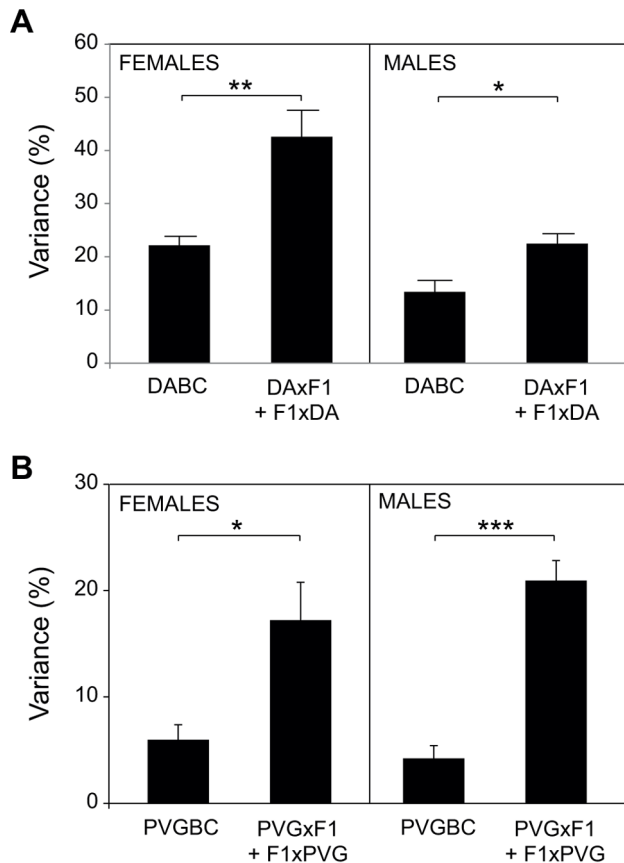 A
Variance (%)
60
50
40
30
20
10
0
FEMALES
**
MALES
*
DABC
DAxF1
+ F1xDA
DABC
DAxF1
+ F1xDA
B
Variance (%)
30
20
10
0
FEMALES
*
MALES
***
PVGBC
PVGxF1
+ F1xPVG
PVGBC
PVGxF1
+ F1xPVG